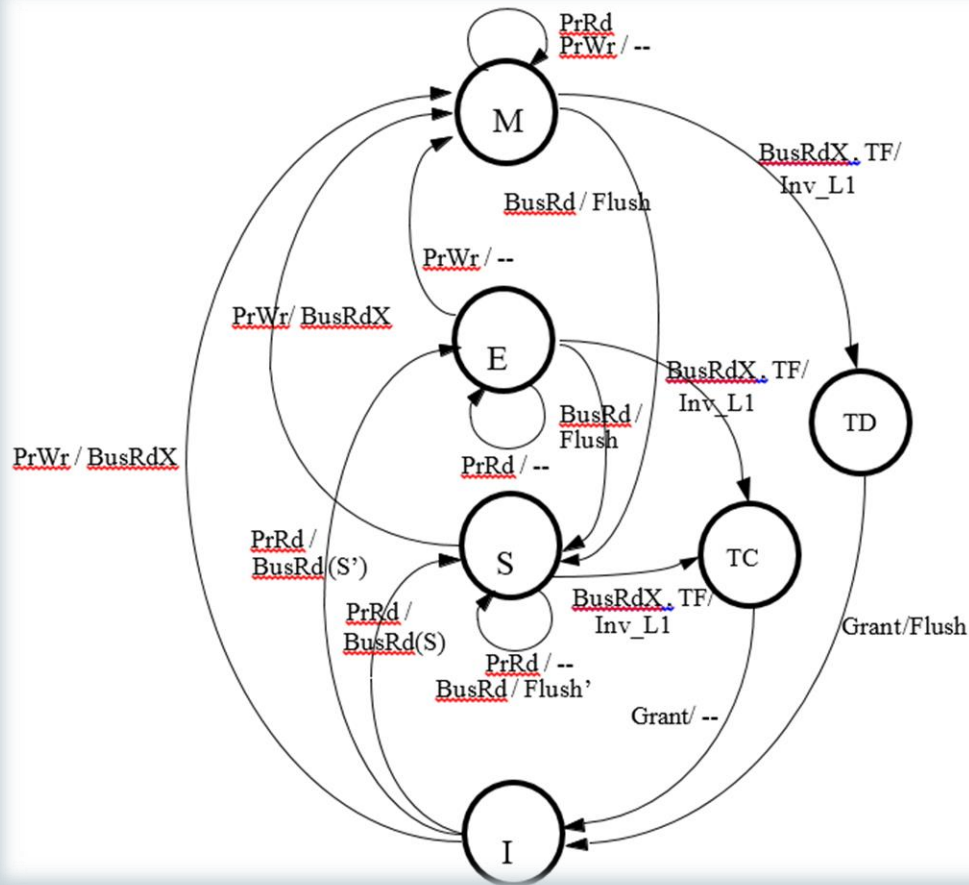 PrRd
PrWr / --
M
BusRdX . TF/
Inv_L1
BusRd / Flush
PrWr / --
PrWr/ BusRdX
E
BusRdX . TF/
Inv_L1
BusRd /
Flush
TD
PrRd / --
PrWr / BusRdX
PrRd /
BusRd(S’)
S
TC
BusRdX . TF/
Inv_L1
PrRd /
BusRd(S)
Grant/Flush
PrRd / --
BusRd / Flush’
Grant/ --
I